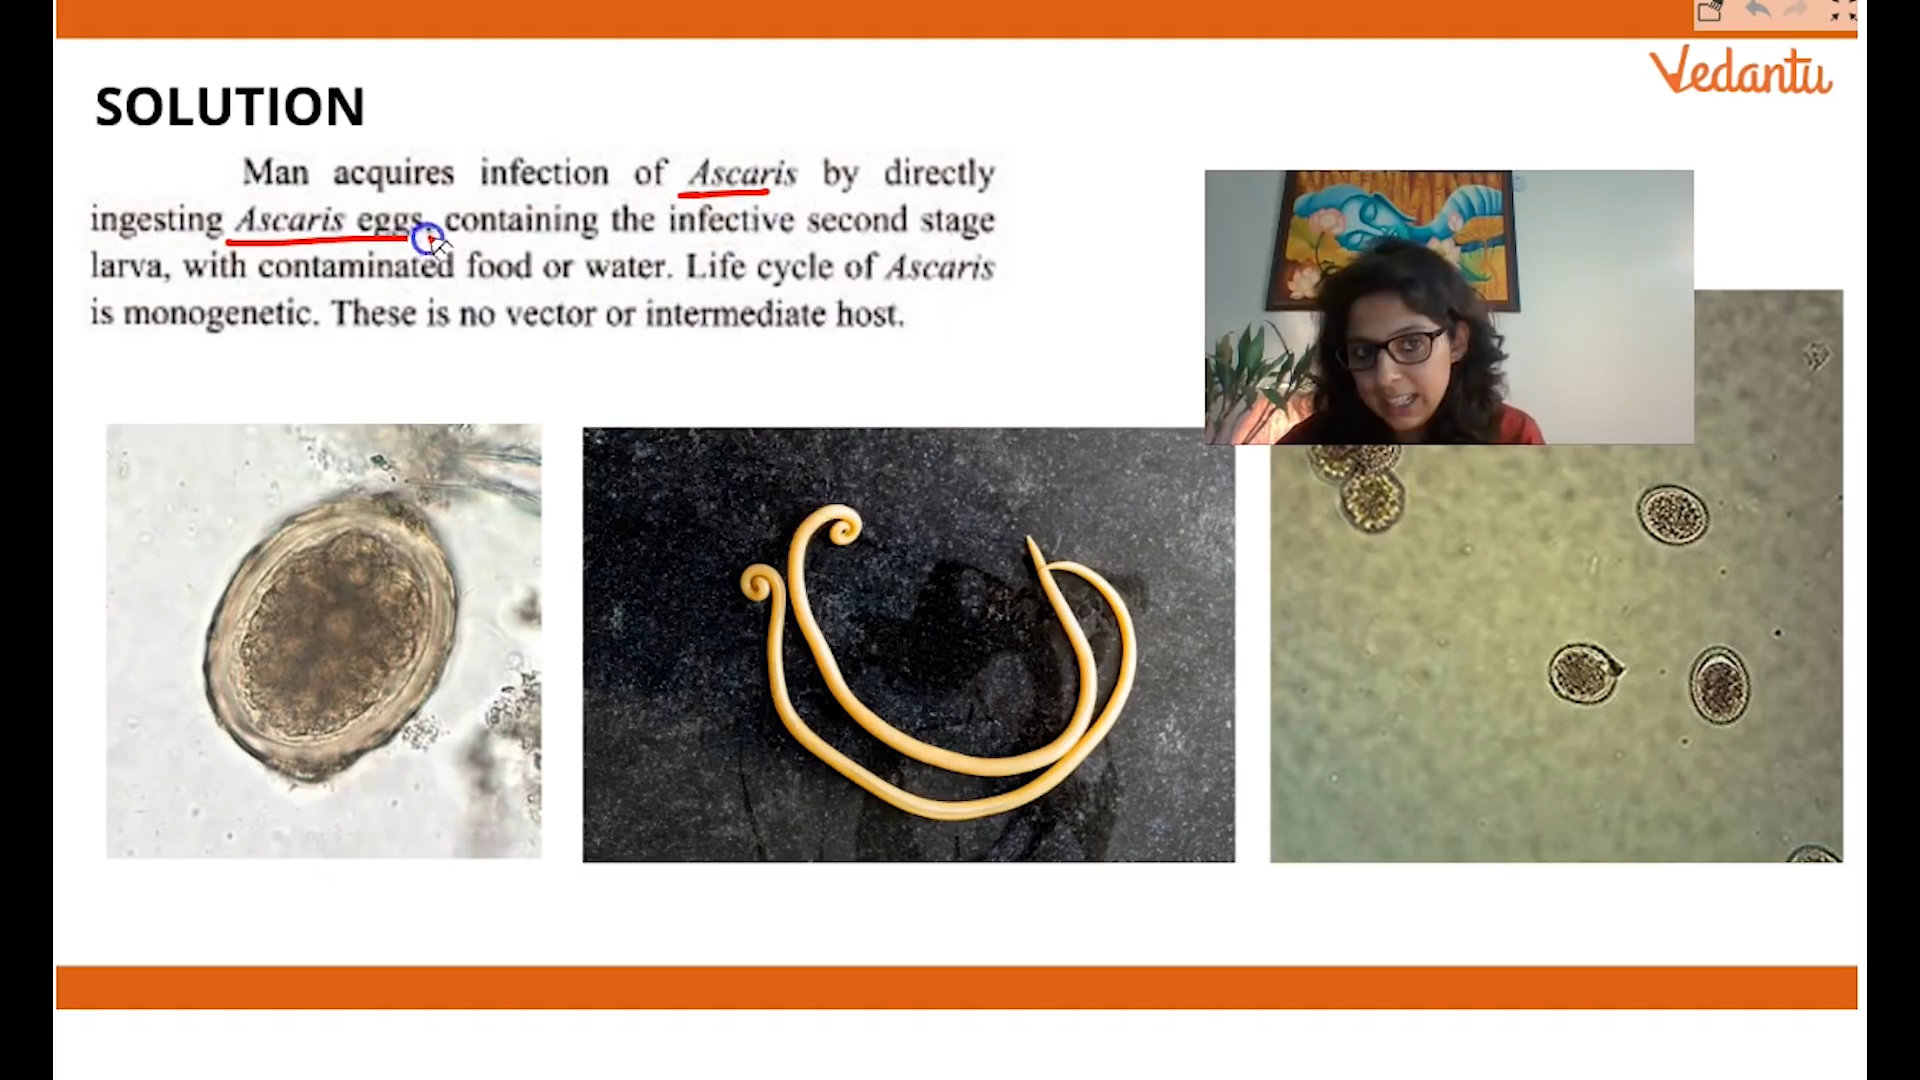 Vedantu
SOLUTION
Man acquires infection of Ascaris by directly
ingesting Ascaris eggs, containing the infective second stage
larva, with contaminated food or water. Life cycle of Ascaris
is monogenetic. These is no vector or intermediate host.